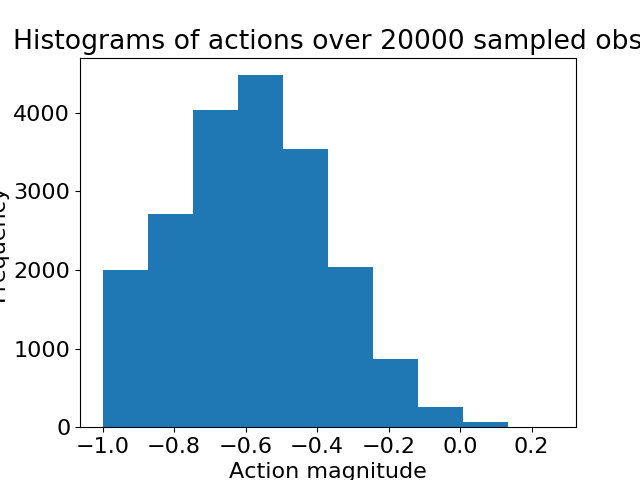 Histograms of actions over 20000 sampled obs
4000
3000
2000
1000
0
Frequency
−1.0 −0.8 −0.6 −0.4 −0.2 0.0 0.2
Action magnitude